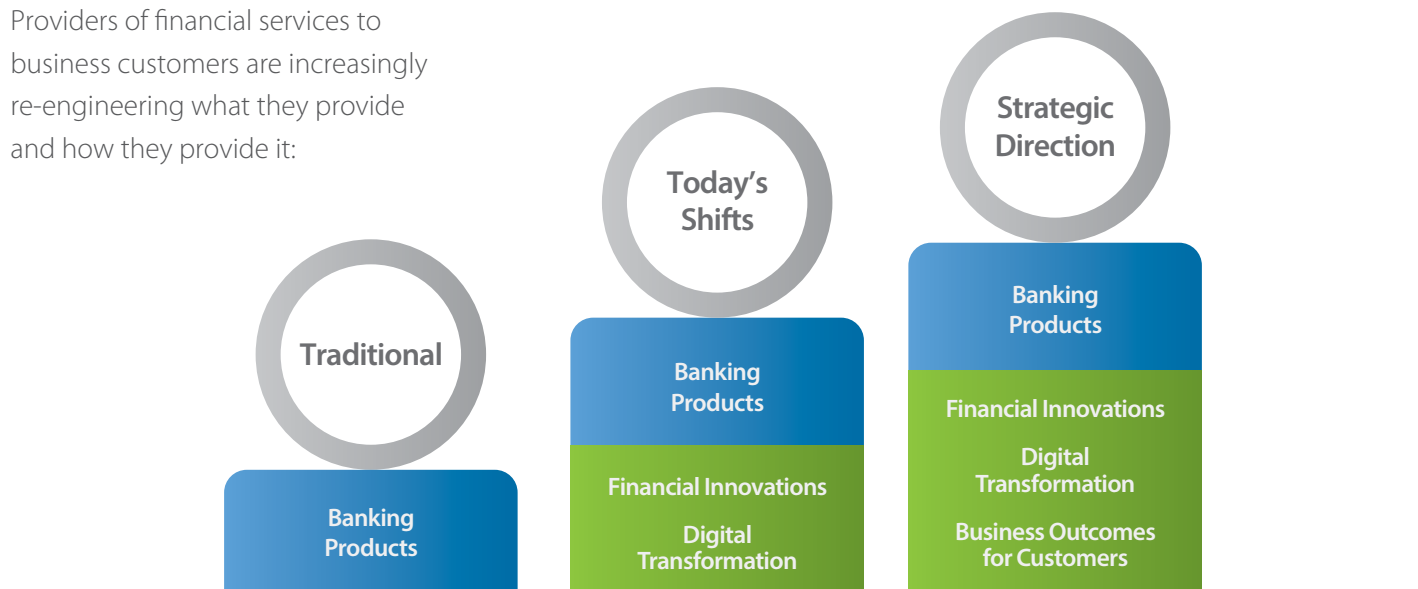 Providers of financial services to
business customers are increasingly
re-engineering what they provide
and how they provide it:
Traditional
Banking
Products
Today’s
Shifts
Banking
Products
Financial Innovations
Digital
Transformation
Strategic
Direction
Banking
Products
Financial Innovations
Digital
Transformation
Business Outcomes
for Customers